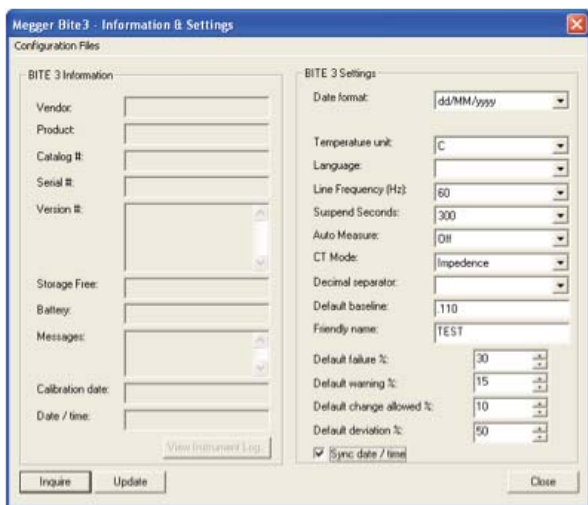 Megger Bite3 - Information & Settings
Configuration Files
BITE 3 Information
Vendor:
Product:
Catalog #:
Serial #:
Version #:
Storage Free:
Battery:
Messages:
Calibration date:
Date / time:
View Instrument Log
BITE 3 Settings
Date format: dd/MM/yyyy
Temperature unit: C
Language:
Line Frequency (Hz): 60
Suspend Seconds: 300
Auto Measure: Off
CT Mode: Impedence
Decimal separator:
Default baseline: .110
Friendly name: TEST
Default failure %: 30
Default warning %: 15
Default change allowed %: 10
Default deviation %: 50
Sync date / time
Inquire Update Close